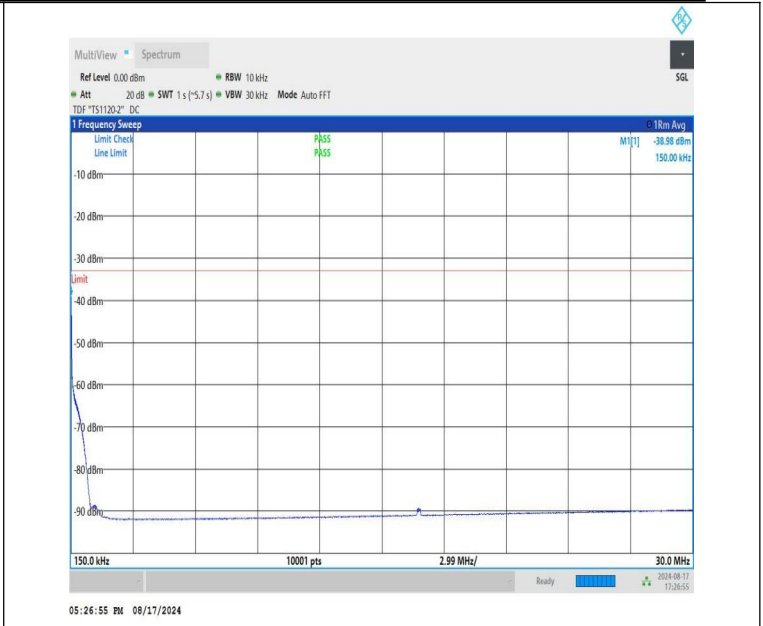 MultiView Spectrum
Ref Level 0.00 dBm RBW 10 kHz SGL
Att 20 dB SWT 1 s (~5.7 s) VBW 30 kHz Mode Auto FFT
TDF "TS1120-2" DC
1 Frequency Sweep 1Rm Avg
Limit Check PASS M1[1] -38.98 dBm
Line Limit PASS 150.00 kHz
-10 dBm
-20 dBm
-30 dBm
Limit
-40 dBm
-50 dBm
-60 dBm
-70 dBm
-80 dBm
-90 dBm
150.0 kHz 10001 pts 2.99 MHz/ 30.0 MHz
Ready 2024-08-17
17:26:55
05:26:55 PM 08/17/2024